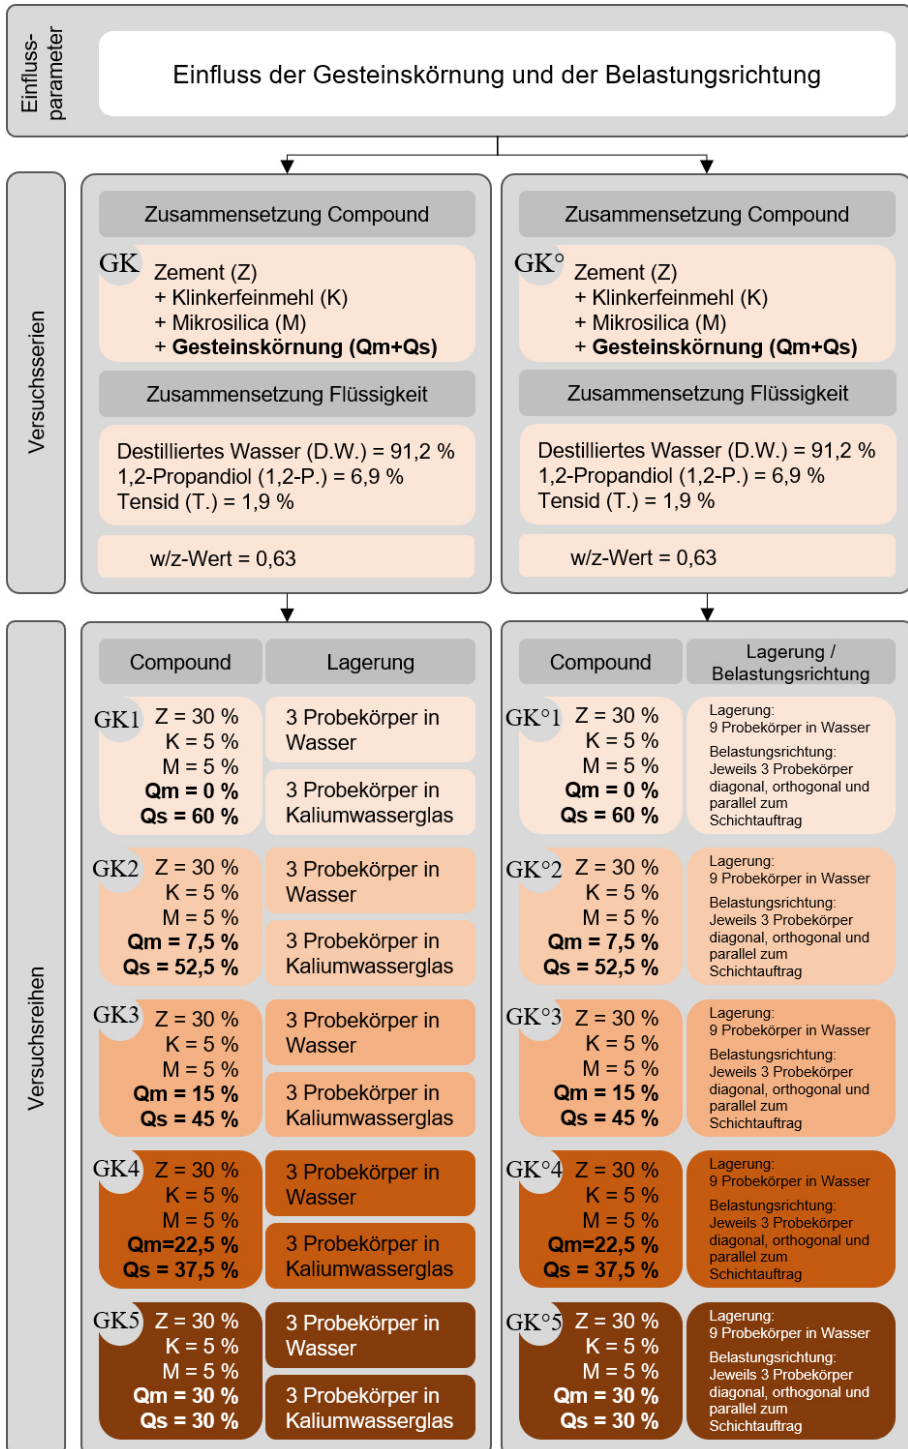 Einfluss-
parameter
Einfluss der Gesteinskörnung und der Belastungsrichtung
Versuchsserien
Zusammensetzung Compound
GK
Zement (Z)
+ Klinkerfeinmehl (K)
+ Mikrosilica (M)
+ Gesteinskörnung (Qm+Qs)
Zusammensetzung Flüssigkeit
Destilliertes Wasser (D.W.) = 91,2 %
1,2-Propandiol (1,2-P.) = 6,9 %
Tensid (T.) = 1,9 %
w/z-Wert = 0,63
Zusammensetzung Compound
GK°
Zement (Z)
+ Klinkerfeinmehl (K)
+ Mikrosilica (M)
+ Gesteinskörnung (Qm+Qs)
Zusammensetzung Flüssigkeit
Destilliertes Wasser (D.W.) = 91,2 %
1,2-Propandiol (1,2-P.) = 6,9 %
Tensid (T.) = 1,9 %
w/z-Wert = 0,63
Versuchsreihen
Compound
Lagerung
GK1
Z = 30 %
K = 5 %
M = 5 %
Qm = 0 %
Qs = 60 %
3 Probekörper in
Wasser
3 Probekörper in
Kaliumwasserglas
GK2
Z = 30 %
K = 5 %
M = 5 %
Qm = 7,5 %
Qs = 52,5 %
3 Probekörper in
Wasser
3 Probekörper in
Kaliumwasserglas
GK3
Z = 30 %
K = 5 %
M = 5 %
Qm = 15 %
Qs = 45 %
3 Probekörper in
Wasser
3 Probekörper in
Kaliumwasserglas
GK4
Z = 30 %
K = 5 %
M = 5 %
Qm=22,5 %
Qs = 37,5 %
3 Probekörper in
Wasser
3 Probekörper in
Kaliumwasserglas
GK5
Z = 30 %
K = 5 %
M = 5 %
Qm = 30 %
Qs = 30 %
3 Probekörper in
Wasser
3 Probekörper in
Kaliumwasserglas
Compound
Lagerung /
Belastungsrichtung
GK°1
Z = 30 %
K = 5 %
M = 5 %
Qm = 0 %
Qs = 60 %
Lagerung:
9 Probekörper in Wasser
Belastungsrichtung:
Jeweils 3 Probekörper
diagonal, orthogonal und
parallel zum
Schichtauftrag
GK°2
Z = 30 %
K = 5 %
M = 5 %
Qm = 7,5 %
Qs = 52,5 %
Lagerung:
9 Probekörper in Wasser
Belastungsrichtung:
Jeweils 3 Probekörper
diagonal, orthogonal und
parallel zum
Schichtauftrag
GK°3
Z = 30 %
K = 5 %
M = 5 %
Qm = 15 %
Qs = 45 %
Lagerung:
9 Probekörper in Wasser
Belastungsrichtung:
Jeweils 3 Probekörper
diagonal, orthogonal und
parallel zum
Schichtauftrag
GK°4
Z = 30 %
K = 5 %
M = 5 %
Qm=22,5 %
Qs = 37,5 %
Lagerung:
9 Probekörper in Wasser
Belastungsrichtung:
Jeweils 3 Probekörper
diagonal, orthogonal und
parallel zum
Schichtauftrag
GK°5
Z = 30 %
K = 5 %
M = 5 %
Qm = 30 %
Qs = 30 %
Lagerung:
9 Probekörper in Wasser
Belastungsrichtung:
Jeweils 3 Probekörper
diagonal, orthogonal und
parallel zum
Schichtauftrag